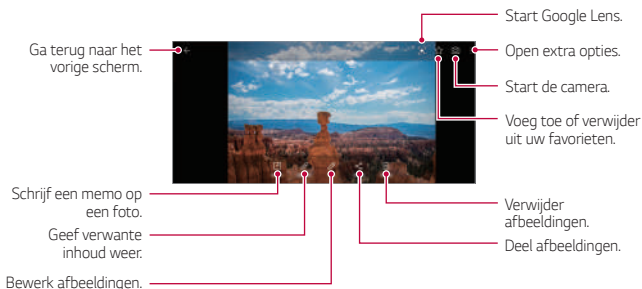 Start Google Lens.
Ga terug naar het
vorige scherm.
Open extra opties.
Start de camera.
Voeg toe of verwijder
uit uw favorieten.
Schrijf een memo op
een foto.
Verwijder
afbeeldingen.
Geef verwante
inhoud weer.
Deel afbeeldingen.
Bewerk afbeeldingen.